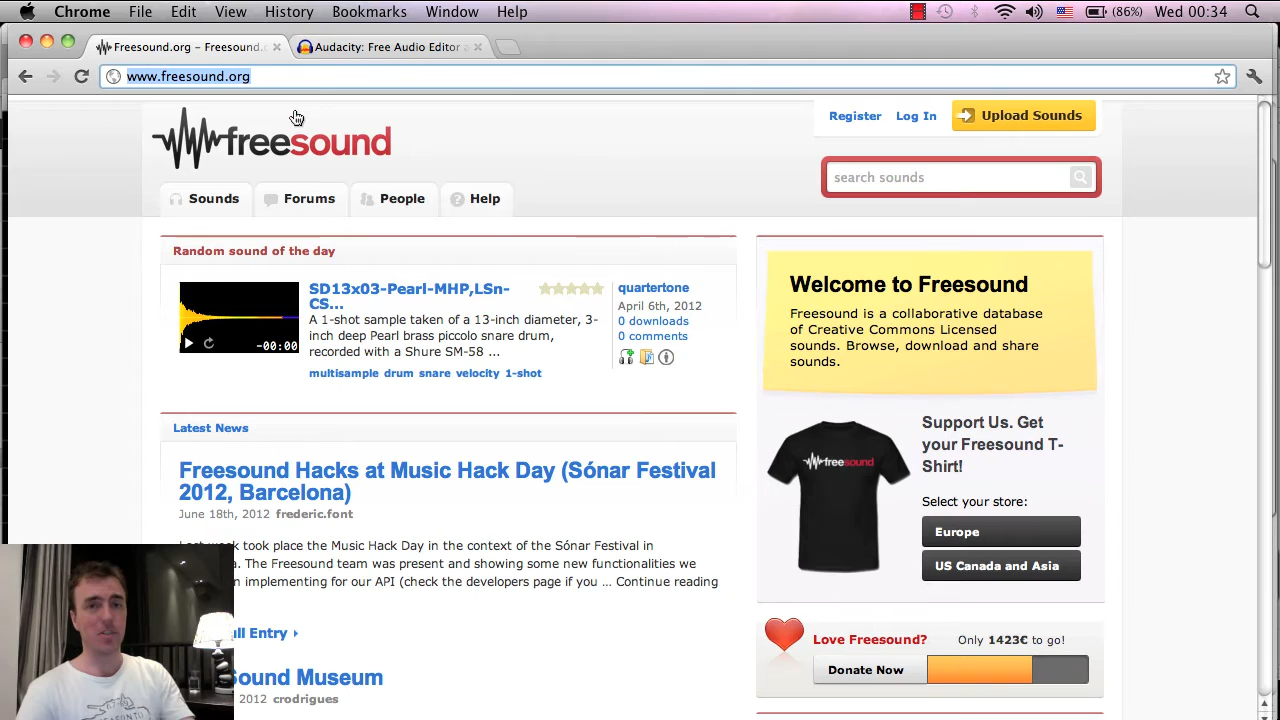 Chrome File Edit View History Bookmarks Window Help (86%) Wed 00:34
Freesound.org – Freesound.o Audacity: Free Audio Editor a
www.freesound.org
freesound
Register Log In Upload Sounds
search sounds
Sounds Forums People Help
Random sound of the day
SD13x03-Pearl-MHP,LSn-
CS...
A 1-shot sample taken of a 13-inch diameter, 3-
inch deep Pearl brass piccolo snare drum,
recorded with a Shure SM-58 ...
multisample drum snare velocity 1-shot
-00:00
quartertone
April 6th, 2012
0 downloads
0 comments
Welcome to Freesound
Freesound is a collaborative database
of Creative Commons Licensed
sounds. Browse, download and share
sounds.
Latest News
Freesound Hacks at Music Hack Day (Sónar Festival
2012, Barcelona)
June 18th, 2012 frederic.font
Last week took place the Music Hack Day in the context of the Sónar Festival in
a. The Freesound team was present and showing some new functionalities we
n implementing for our API (check the developers page if you ... Continue reading
ll Entry
ound Museum
2012 crodrigues
freesound
Support Us. Get
your Freesound T-
Shirt!
Select your store:
Europe
US Canada and Asia
Love Freesound? Only 1423€ to go!
Donate Now